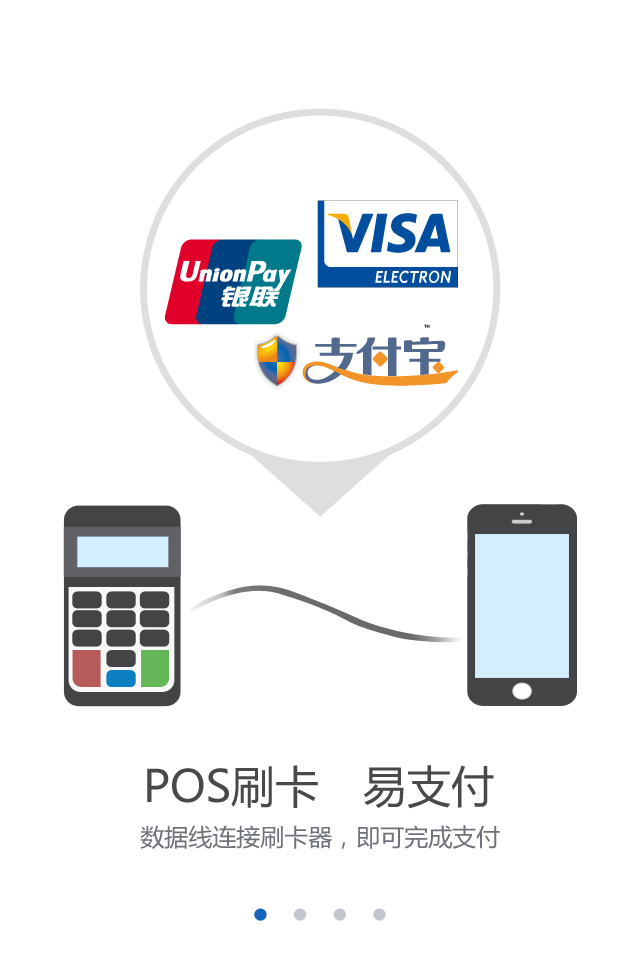 VISA
ELECTRON
UnionPay
银联
支付宝
™
POS刷卡 易支付
数据线连接刷卡器，即可完成支付